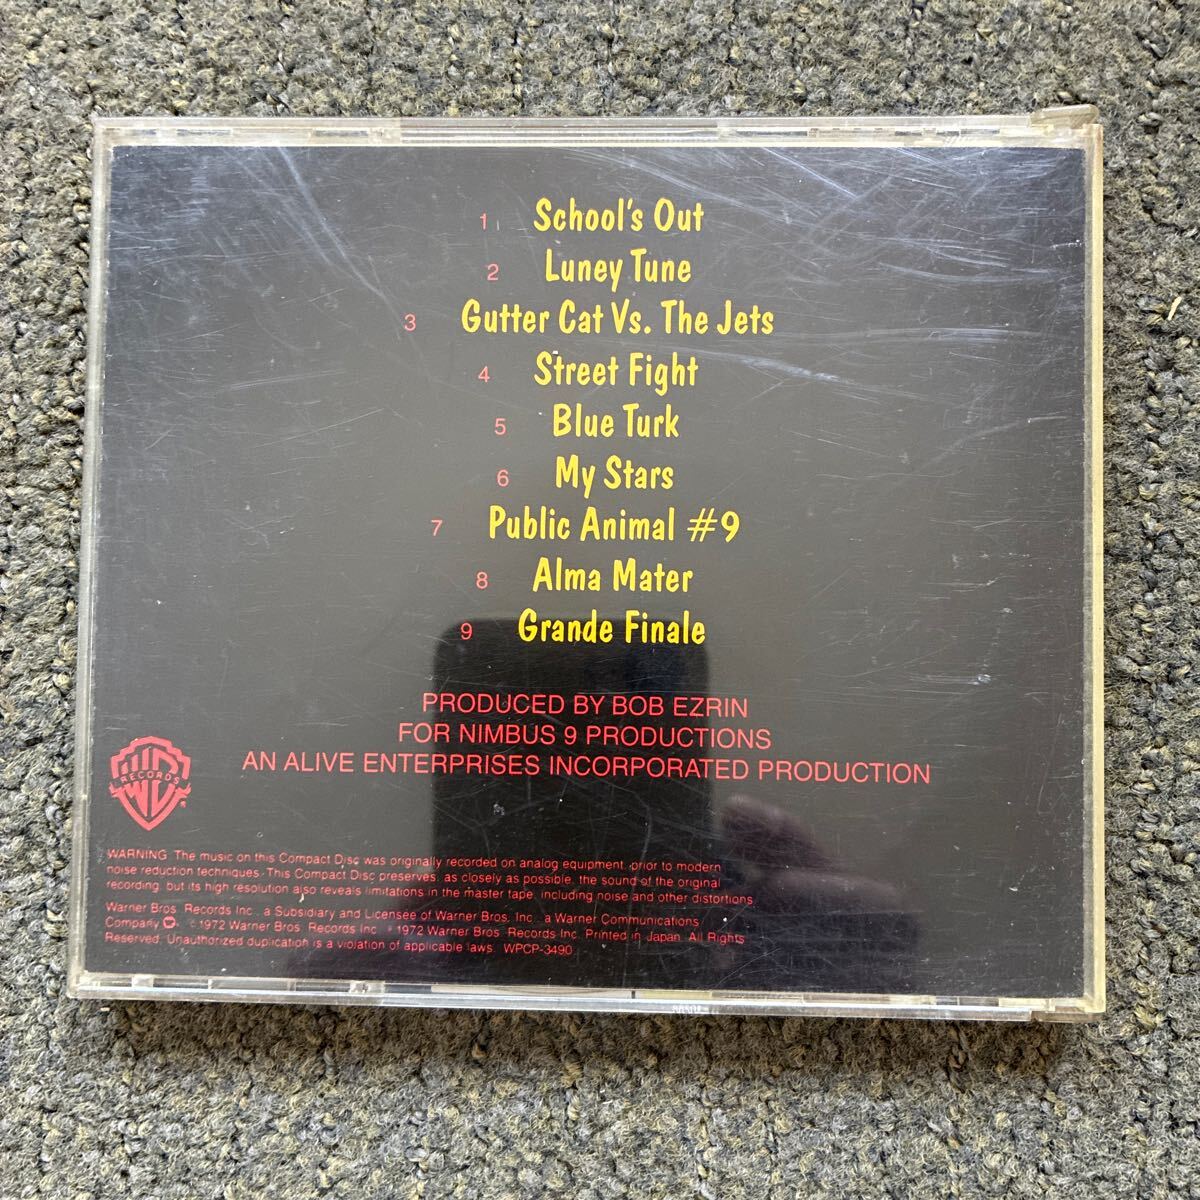 1 School's Out
2 Luney Tune
3 Gutter Cat Vs. The Jets
4 Street Fight
5 Blue Turk
6 My Stars
7 Public Animal #9
8 Alma Mater
9 Grande Finale
PRODUCED BY BOB EZRIN
FOR NIMBUS 9 PRODUCTIONS
AN ALIVE ENTERPRISES INCORPORATED PRODUCTION
RECORDS
WARNING The music on this Compact Disc was originally recorded on analog equipment, prior to modern
noise reduction techniques. This Compact Disc preserves, as closely as possible, the sound of the original
recording, but its high resolution also reveals limitations in the master tape, including noise and other distortions.
Warner Bros. Records Inc., a Subsidiary and Licensee of Warner Bros. Inc., a Warner Communications
Company. ©1972 Warner Bros. Records Inc. 1972 Warner Bros. Records Inc. Printed in Japan. All Rights
Reserved. Unauthorized duplication is a violation of applicable laws. WPCP-3490